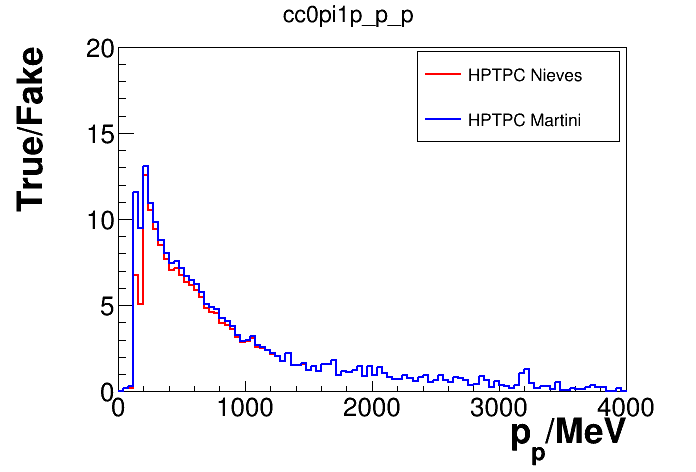 cc0pi1p_p_p
True/Fake
20
15
10
5
0
HPTPC Nieves
HPTPC Martini
0 1000 2000 3000 4000
p_p/MeV